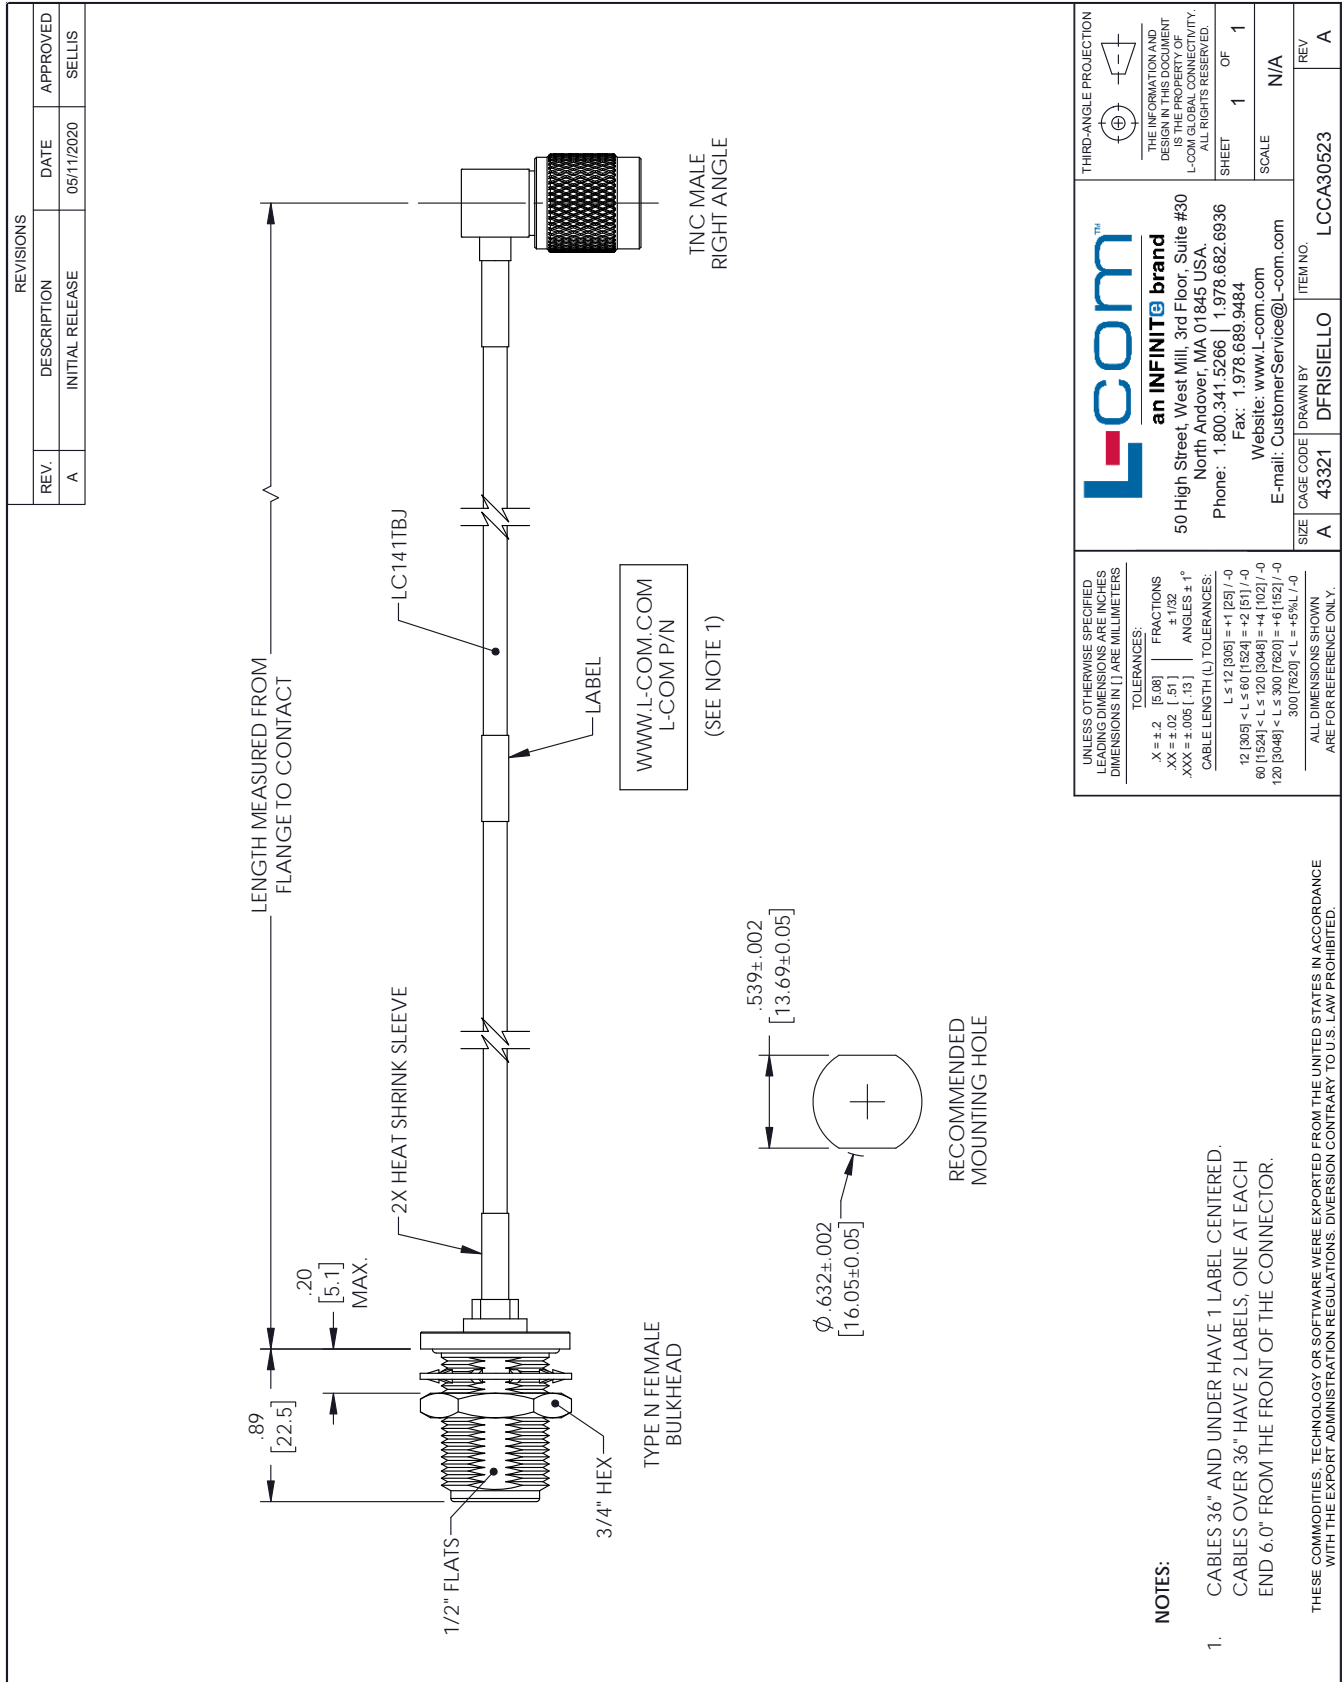 REVISIONS
REV.
DESCRIPTION
DATE
APPROVED
A
INITIAL RELEASE
05/11/2020
SELLIS
LENGTH MEASURED FROM
FLANGE TO CONTACT
.89
[22.5]
.20
[5.1]
MAX.
2X HEAT SHRINK SLEEVE
LC141TBJ
1/2" FLATS
3/4" HEX
TYPE N FEMALE
BULKHEAD
LABEL
WWW.L-COM.COM
L-COM P/N
(SEE NOTE 1)
TNC MALE
RIGHT ANGLE
.539±.002
[13.69±0.05]
Ø.632±.002
[16.05±0.05]
RECOMMENDED
MOUNTING HOLE
NOTES:
1. CABLES 36" AND UNDER HAVE 1 LABEL CENTERED.
CABLES OVER 36" HAVE 2 LABELS, ONE AT EACH
END 6.0" FROM THE FRONT OF THE CONNECTOR.
THESE COMMODITIES, TECHNOLOGY OR SOFTWARE WERE EXPORTED FROM THE UNITED STATES IN ACCORDANCE
WITH THE EXPORT ADMINISTRATION REGULATIONS. DIVERSION CONTRARY TO U.S. LAW PROHIBITED.
UNLESS OTHERWISE SPECIFIED
LEADING DIMENSIONS ARE INCHES
DIMENSIONS IN [ ] ARE MILLIMETERS
TOLERANCES:
.X = ±.2 [5.08] FRACTIONS
.XX = ±.02 [.51] ± 1/32
.XXX = ±.005 [.13] ANGLES ± 1°
CABLE LENGTH (L) TOLERANCES:
L ≤ 12 [305] = +1 [25] / -0
12 [305] < L ≤ 60 [1524] = +2 [51] / -0
60 [1524] < L ≤ 120 [3048] = +4 [102] / -0
120 [3048] < L ≤ 300 [7620] = +6 [152] / -0
300 [7620] < L = +5%L / -0
ALL DIMENSIONS SHOWN
ARE FOR REFERENCE ONLY.
L-com™
an INFINITe brand
50 High Street, West Mill, 3rd Floor, Suite #30
North Andover, MA 01845 USA.
Phone: 1.800.341.5266 | 1.978.682.6936
Fax: 1.978.689.9484
Website: www.L-com.com
E-mail: CustomerService@L-com.com
THIRD-ANGLE PROJECTION
THE INFORMATION AND
DESIGN IN THIS DOCUMENT
IS THE PROPERTY OF
L-COM GLOBAL CONNECTIVITY.
ALL RIGHTS RESERVED.
SHEET 1 OF 1
SCALE N/A
SIZE
A
CAGE CODE
43321
DRAWN BY
DFRISIELLO
ITEM NO.
LCCA30523
REV
A